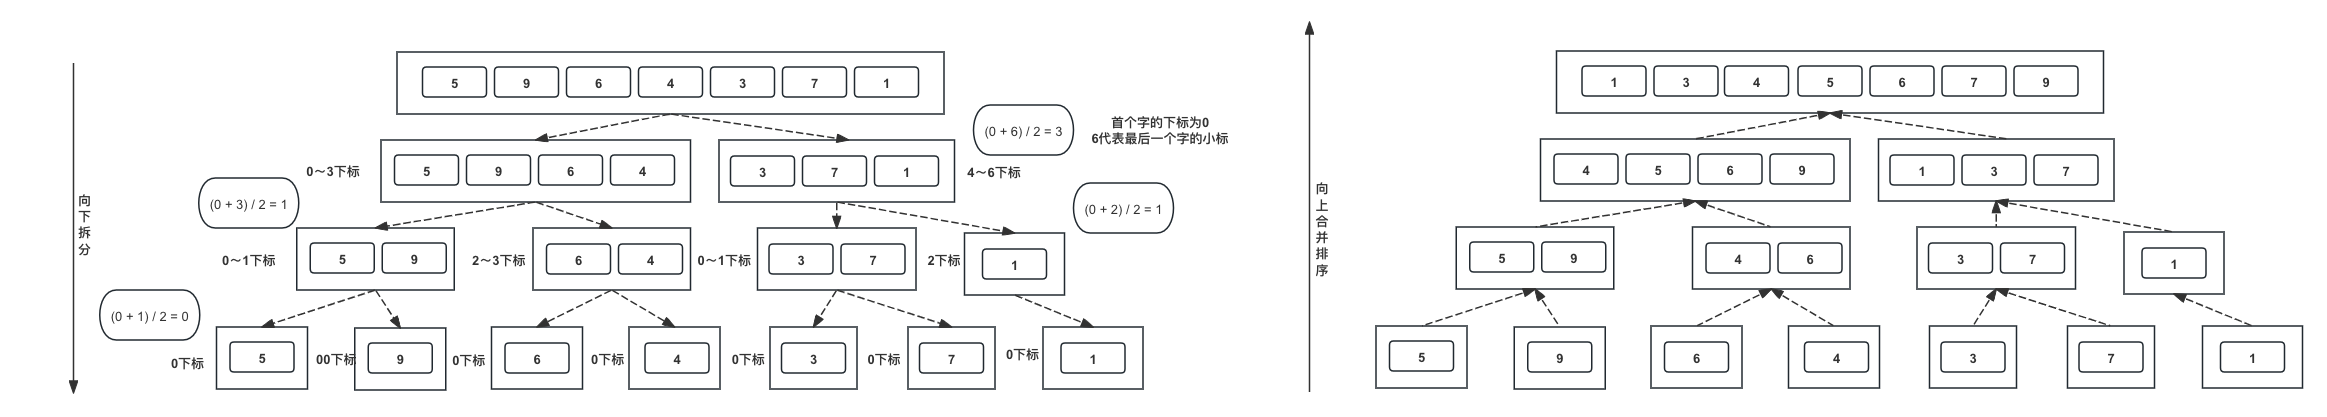 5 9 6 4 3 7 1
(0 + 6) / 2 = 3
首个字的下标为0
6代表最后一个字的小标
0～3下标
5 9 6 4
3 7 1
4～6下标
(0 + 3) / 2 = 1
(0 + 2) / 2 = 1
向下拆分
0～1下标
5 9
2～3下标
6 4
0～1下标
3 7
2下标
1
(0 + 1) / 2 = 0
0下标
5
00下标
9
0下标
6
0下标
4
0下标
3
0下标
7
0下标
1
向上合并排序
1 3 4 5 6 7 9
4 5 6 9
1 3 7
5 9
4 6
3 7
1
5
9
6
4
3
7
1